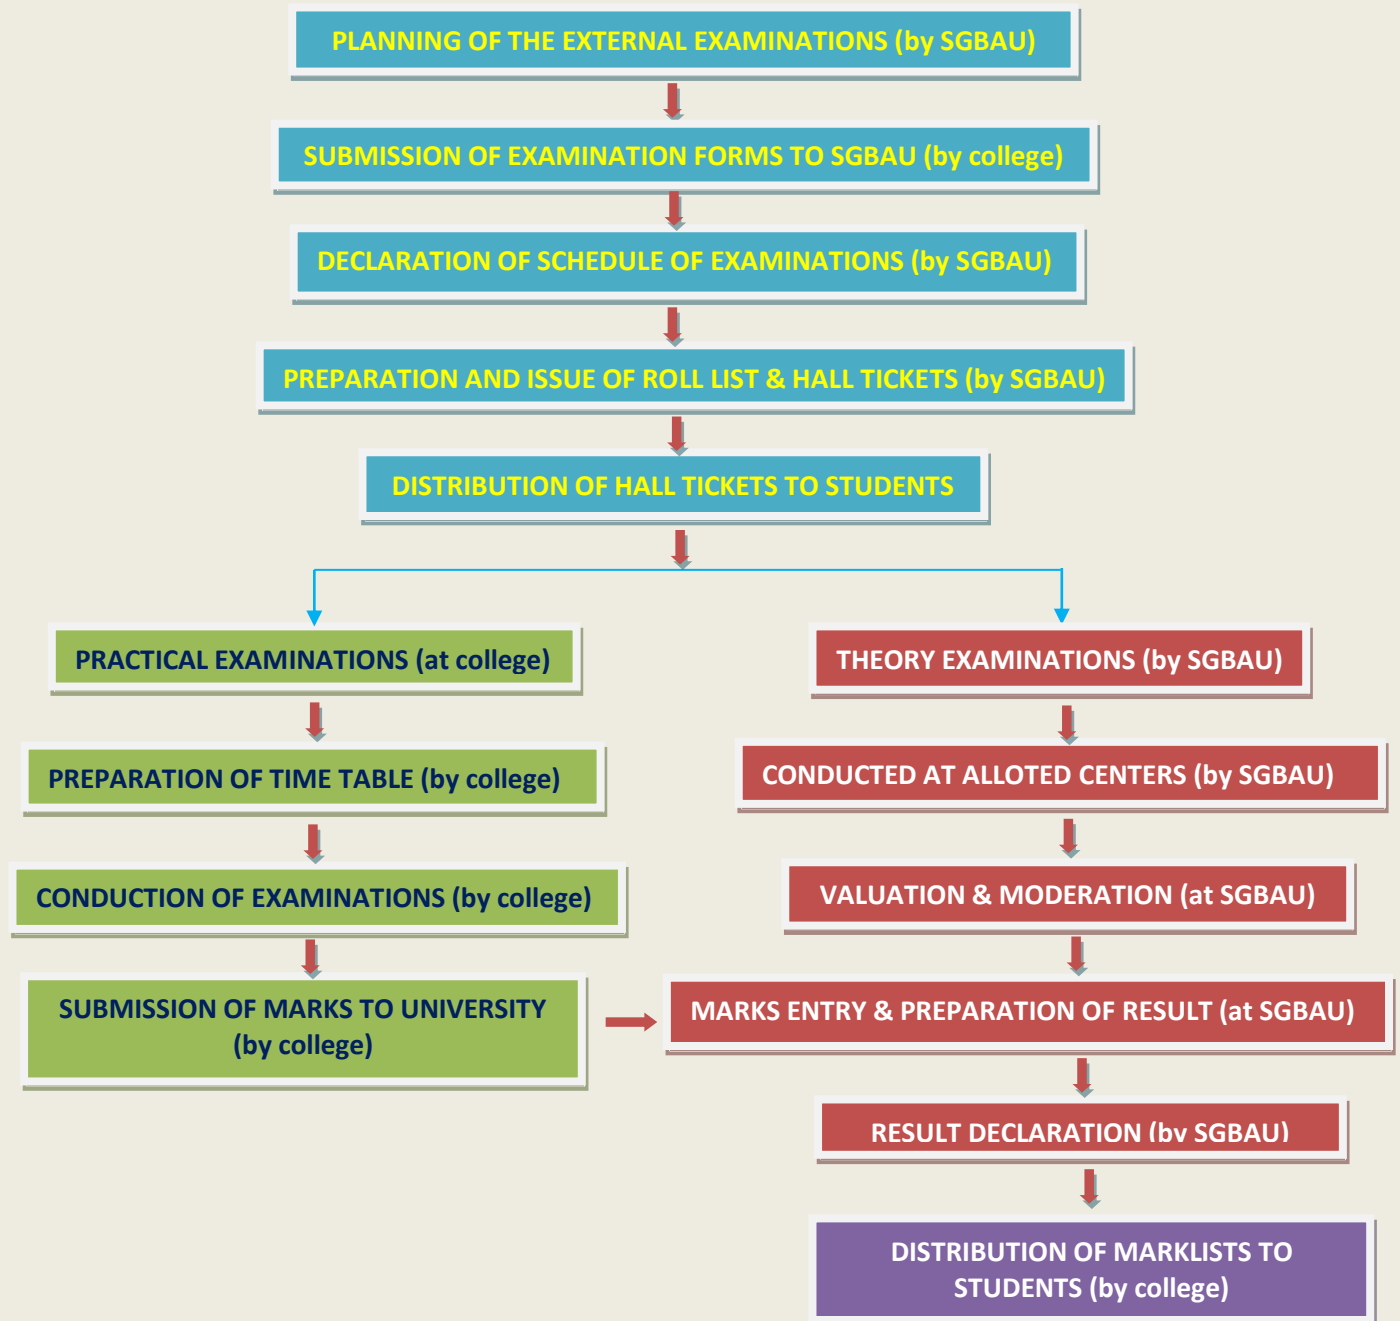 PLANNING OF THE EXTERNAL EXAMINATIONS (by SGBAU)
SUBMISSION OF EXAMINATION FORMS TO SGBAU (by college)
DECLARATION OF SCHEDULE OF EXAMINATIONS (by SGBAU)
PREPARATION AND ISSUE OF ROLL LIST & HALL TICKETS (by SGBAU)
DISTRIBUTION OF HALL TICKETS TO STUDENTS
PRACTICAL EXAMINATIONS (at college)
PREPARATION OF TIME TABLE (by college)
CONDUCTION OF EXAMINATIONS (by college)
SUBMISSION OF MARKS TO UNIVERSITY
(by college)
THEORY EXAMINATIONS (by SGBAU)
CONDUCTED AT ALLOTED CENTERS (by SGBAU)
VALUATION & MODERATION (at SGBAU)
MARKS ENTRY & PREPARATION OF RESULT (at SGBAU)
RESULT DECLARATION (by SGBAU)
DISTRIBUTION OF MARKLISTS TO
STUDENTS (by college)